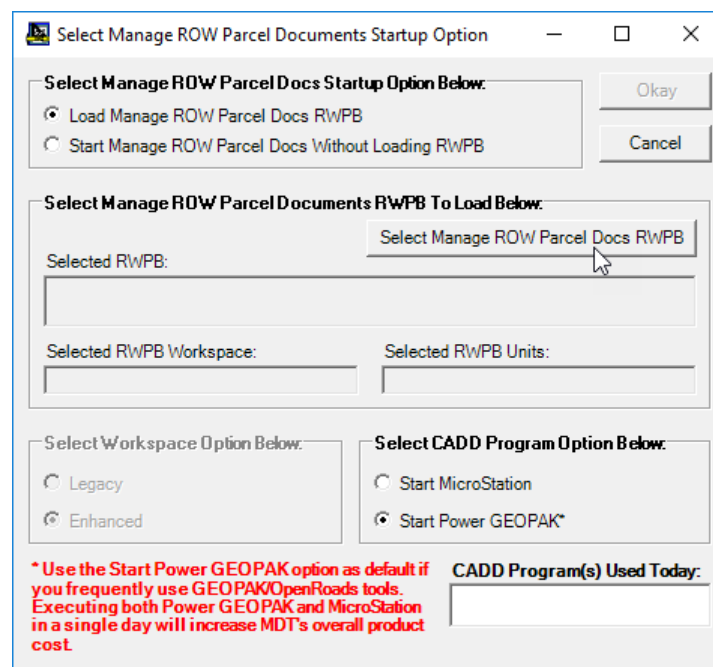 Select Manage ROW Parcel Documents Startup Option
Select Manage ROW Parcel Docs Startup Option Below:
Okay
Load Manage ROW Parcel Docs RWPB
Start Manage ROW Parcel Docs Without Loading RWPB
Cancel
Select Manage ROW Parcel Documents RWPB To Load Below:
Select Manage ROW Parcel Docs RWPB
Selected RWPB:
Selected RWPB Workspace:
Selected RWPB Units:
Select Workspace Option Below:
Legacy
Enhanced
Select CADD Program Option Below:
Start MicroStation
Start Power GEOPAK*
* Use the Start Power GEOPAK option as default if
you frequently use GEOPAK/OpenRoads tools.
Executing both Power GEOPAK and MicroStation
in a single day will increase MDT's overall product
cost.
CADD Program(s) Used Today: